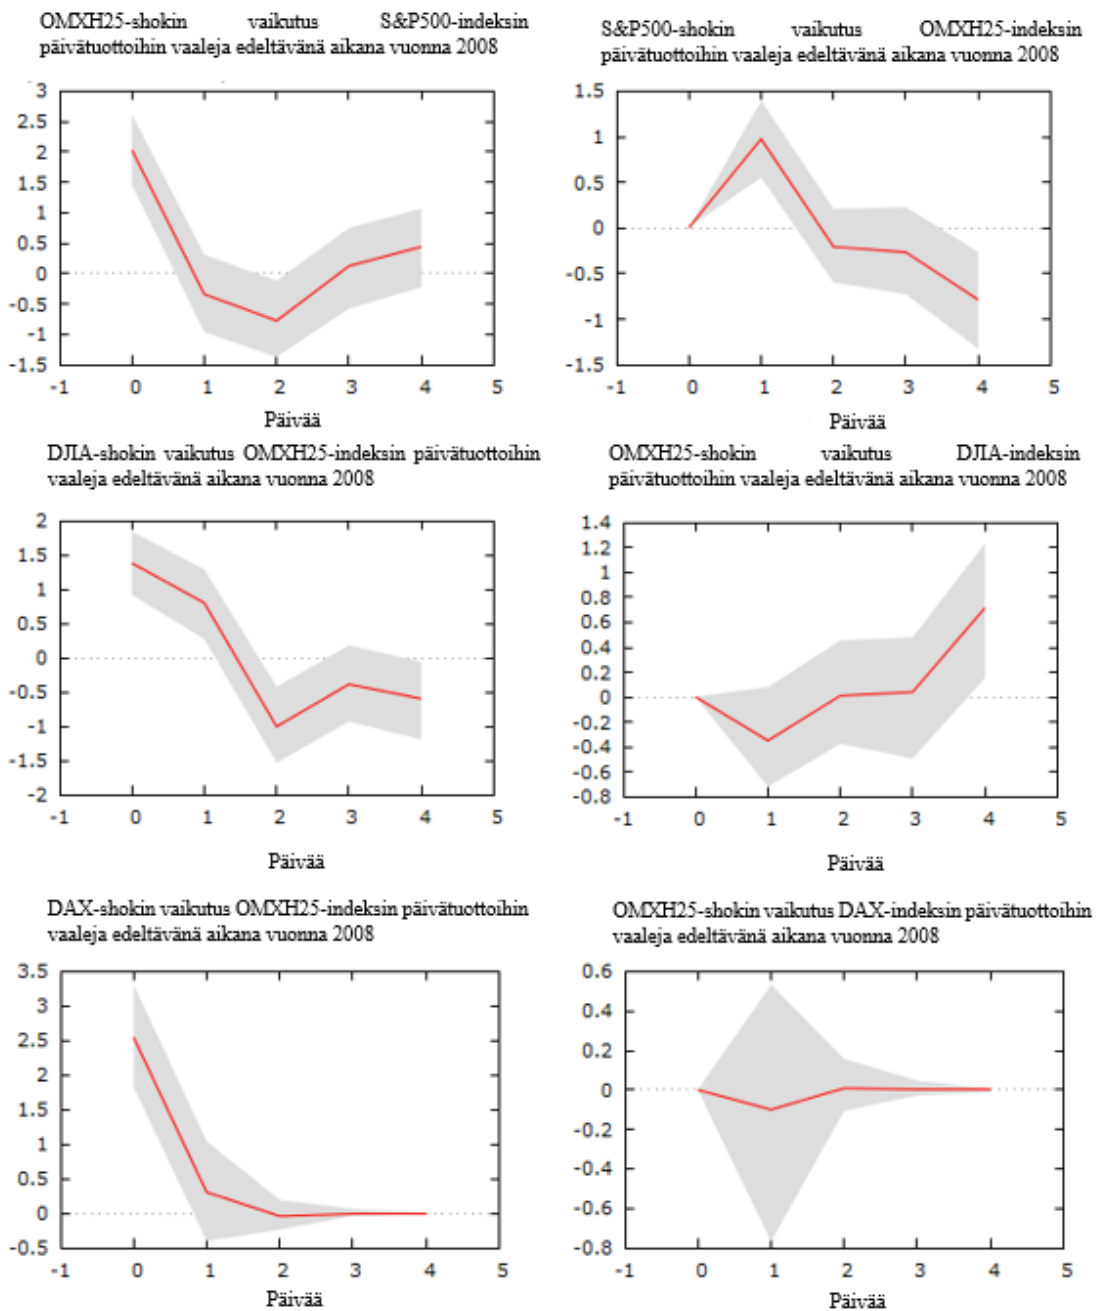 OMXH25-shokin vaikutus S&P500-indeksin
päivätuottoihin vaaleja edeltävänä aikana vuonna 2008
3
2.5
2
1.5
1
0.5
0
-0.5
-1
-1.5
-1 0 1 2 3 4 5
Päivää
S&P500-shokin vaikutus OMXH25-indeksin
päivätuottoihin vaaleja edeltävänä aikana vuonna 2008
1.5
1
0.5
0
-0.5
-1
-1.5
-1 0 1 2 3 4 5
Päivää
DJIA-shokin vaikutus OMXH25-indeksin päivätuottoihin
vaaleja edeltävänä aikana vuonna 2008
2
1.5
1
0.5
0
-0.5
-1
-1.5
-2
-1 0 1 2 3 4 5
Päivää
OMXH25-shokin vaikutus DJIA-indeksin
päivätuottoihin vaaleja edeltävänä aikana vuonna 2008
1.4
1.2
1
0.8
0.6
0.4
0.2
0
-0.2
-0.4
-0.6
-0.8
-1 0 1 2 3 4 5
Päivää
DAX-shokin vaikutus OMXH25-indeksin päivätuottoihin
vaaleja edeltävänä aikana vuonna 2008
3.5
3
2.5
2
1.5
1
0.5
0
-0.5
-1 0 1 2 3 4 5
Päivää
OMXH25-shokin vaikutus DAX-indeksin päivätuottoihin
vaaleja edeltävänä aikana vuonna 2008
0.6
0.4
0.2
0
-0.2
-0.4
-0.6
-0.8
-1 0 1 2 3 4 5
Päivää